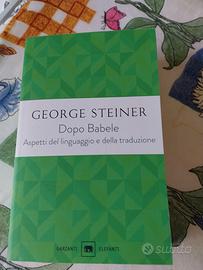 GEORGE STEINER
Dopo Babele
Aspetti del linguaggio e della traduzione
GARZANTI
ELEFANTI
subito